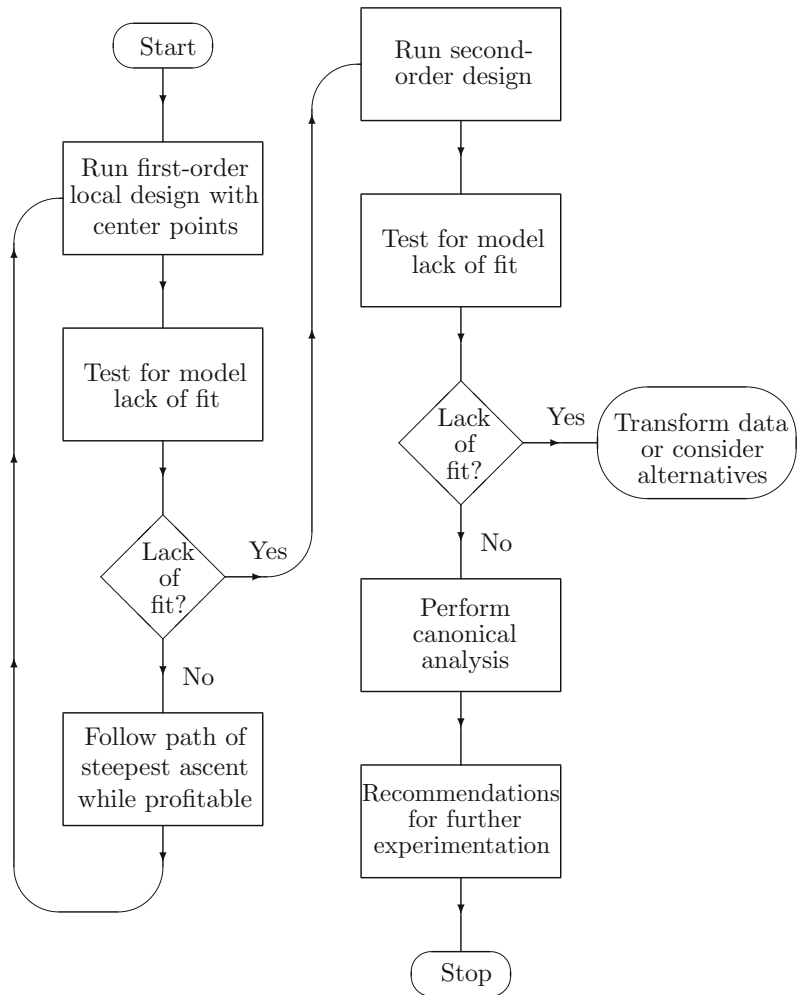 Start
Run first-order
local design with
center points
Test for model
lack of fit
Lack
of
fit?
Yes
No
Follow path of
steepest ascent
while profitable
Run second-
order design
Test for model
lack of fit
Lack
of
fit?
Yes
Transform data
or consider
alternatives
No
Perform
canonical
analysis
Recommendations
for further
experimentation
Stop